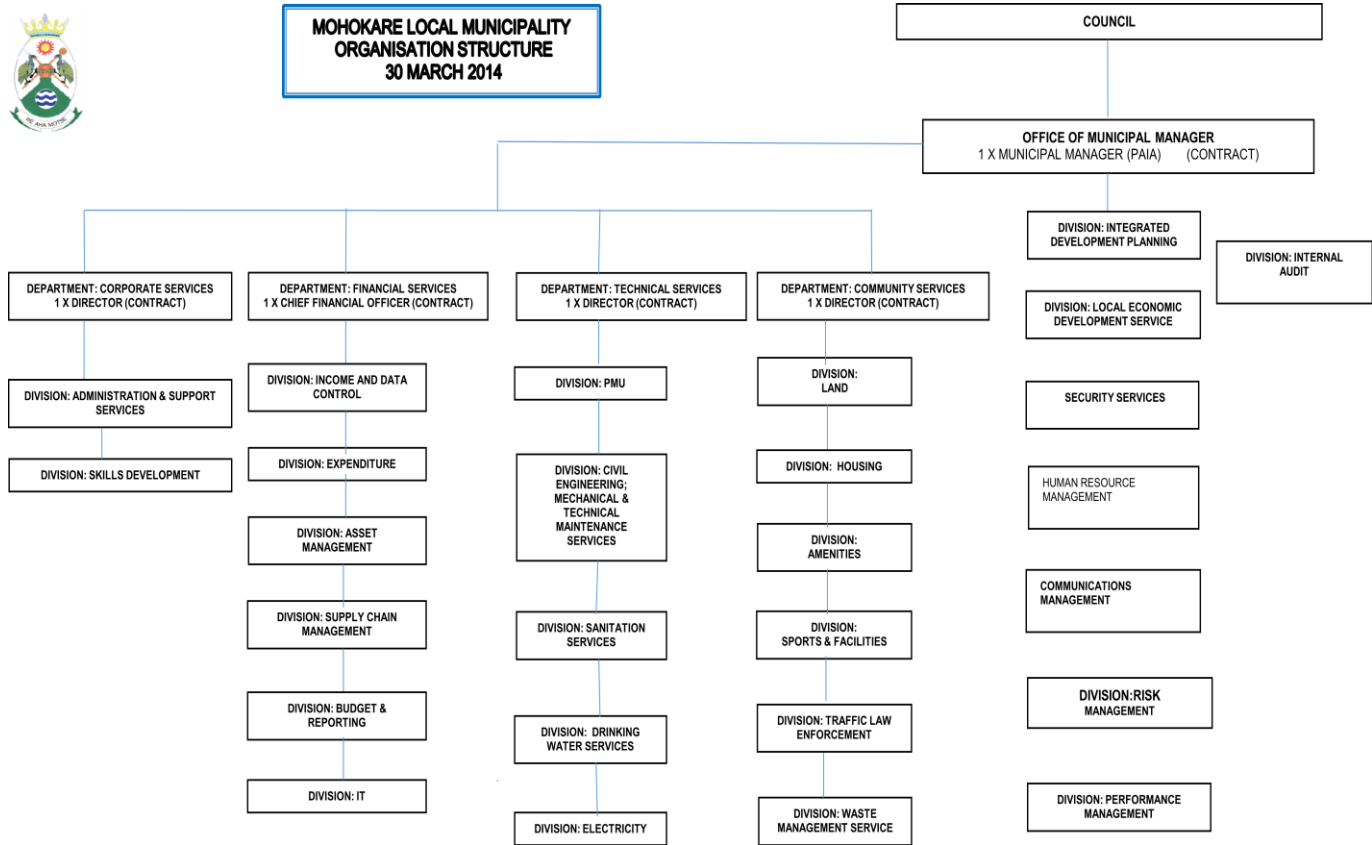 MOHOKARE LOCAL MUNICIPALITY
ORGANISATION STRUCTURE
30 MARCH 2014
COUNCIL
OFFICE OF MUNICIPAL MANAGER
1 X MUNICIPAL MANAGER (PAIA) (CONTRACT)
DEPARTMENT: CORPORATE SERVICES
1 X DIRECTOR (CONTRACT)
DIVISION: ADMINISTRATION & SUPPORT
SERVICES
DIVISION: SKILLS DEVELOPMENT
DEPARTMENT: FINANCIAL SERVICES
1 X CHIEF FINANCIAL OFFICER (CONTRACT)
DIVISION: INCOME AND DATA
CONTROL
DIVISION: EXPENDITURE
DIVISION: ASSET
MANAGEMENT
DIVISION: SUPPLY CHAIN
MANAGEMENT
DIVISION: BUDGET &
REPORTING
DIVISION: IT
DEPARTMENT: TECHNICAL SERVICES
1 X DIRECTOR (CONTRACT)
DIVISION: PMU
DIVISION: CIVIL
ENGINEERING;
MECHANICAL &
TECHNICAL
MAINTENANCE
SERVICES
DIVISION: SANITATION
SERVICES
DIVISION: DRINKING
WATER SERVICES
DIVISION: ELECTRICITY
DEPARTMENT: COMMUNITY SERVICES
1 X DIRECTOR (CONTRACT)
DIVISION:
LAND
DIVISION: HOUSING
DIVISION:
AMENITIES
DIVISION:
SPORTS & FACILITIES
DIVISION: TRAFFIC LAW
ENFORCEMENT
DIVISION: WASTE
MANAGEMENT SERVICE
DIVISION: INTEGRATED
DEVELOPMENT PLANNING
DIVISION: LOCAL ECONOMIC
DEVELOPMENT SERVICE
SECURITY SERVICES
HUMAN RESOURCE
MANAGEMENT
COMMUNICATIONS
MANAGEMENT
DIVISION:RISK
MANAGEMENT
DIVISION: PERFORMANCE
MANAGEMENT
DIVISION: INTERNAL
AUDIT